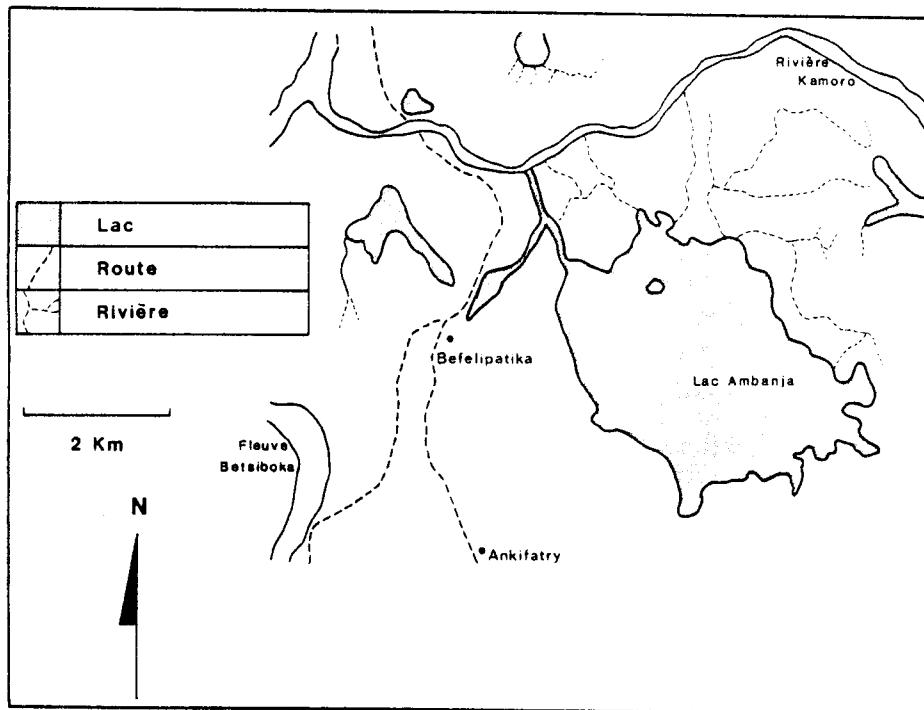 Rivière
Kamoro
Lac
Route
Rivière
Befelipatika
Lac Ambanja
2 Km
Fleuve
Betsiboka
N
Ankifatry